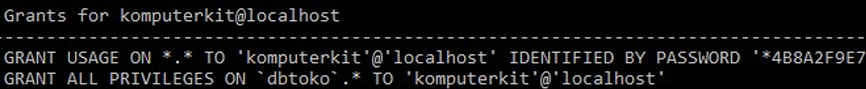 Grants for komputerkit@localhost
GRANT USAGE ON *.* TO 'komputerkit'@'localhost' IDENTIFIED BY PASSWORD '*4B8A2F9E7
GRANT ALL PRIVILEGES ON `dbtoko`.* TO 'komputerkit'@'localhost'